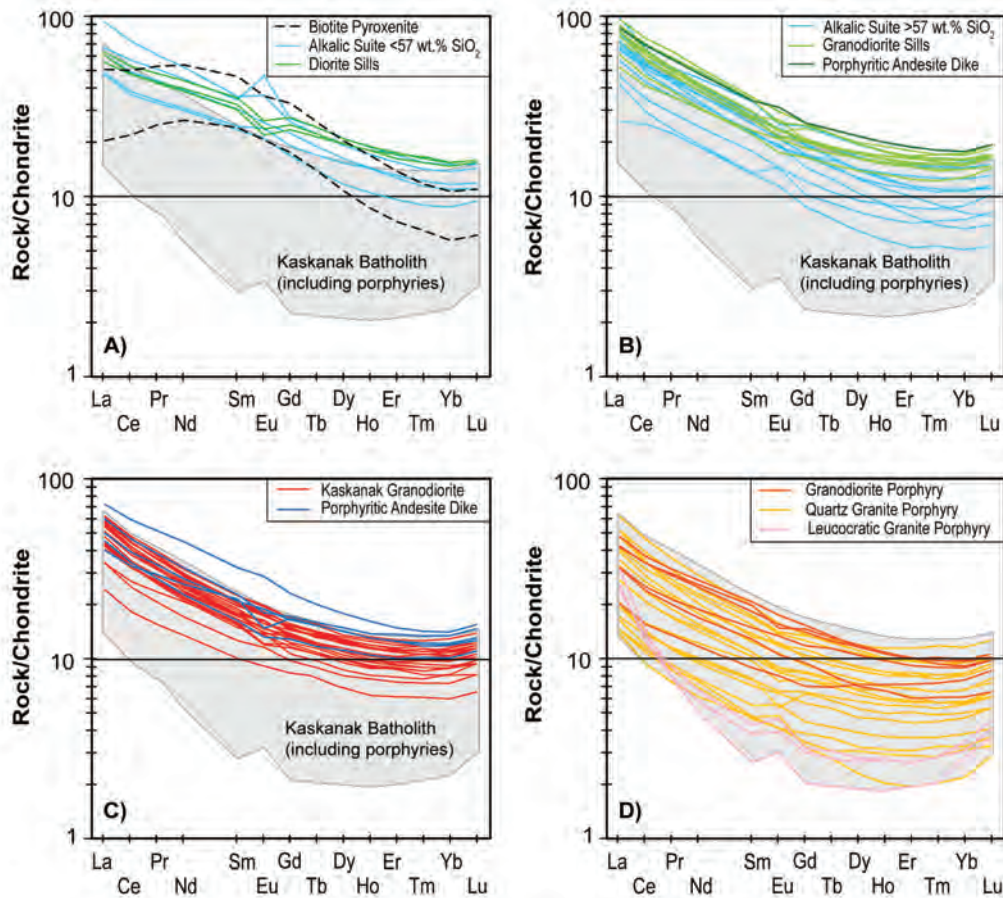 Rock/Chondrite
100
10
1
Biotite Pyroxenite
Alkalic Suite <57 wt.% SiO₂
Diorite Sills
Kaskanak Batholith
(including porphyries)
A)
La Pr Sm Gd Dy Er Yb
Ce Nd Eu Tb Ho Tm Lu
Rock/Chondrite
100
10
1
Alkalic Suite >57 wt.% SiO₂
Granodiorite Sills
Porphyritic Andesite Dike
Kaskanak Batholith
(including porphyries)
B)
La Pr Sm Gd Dy Er Yb
Ce Nd Eu Tb Ho Tm Lu
Rock/Chondrite
100
10
1
Kaskanak Granodiorite
Porphyritic Andesite Dike
Kaskanak Batholith
(including porphyries)
C)
La Pr Sm Gd Dy Er Yb
Ce Nd Eu Tb Ho Tm Lu
Rock/Chondrite
100
10
1
Granodiorite Porphyry
Quartz Granite Porphyry
Leucocratic Granite Porphyry
D)
La Pr Sm Gd Dy Er Yb
Ce Nd Eu Tb Ho Tm Lu